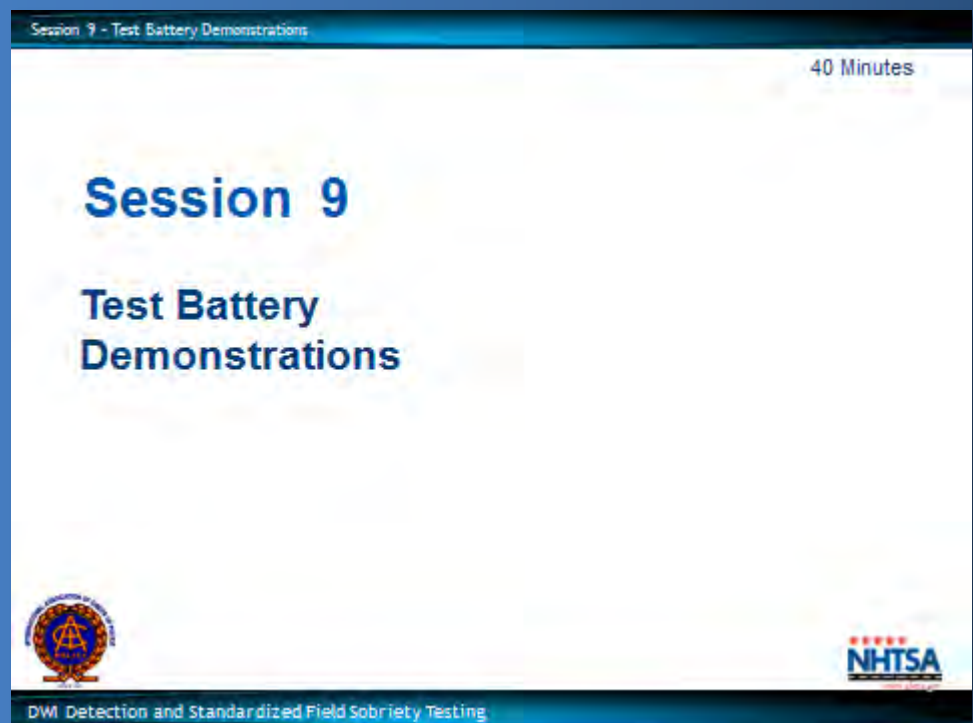 Session 9 - Test Battery Demonstrations
40 Minutes
Session 9
Test Battery
Demonstrations
NHTSA
DWI Detection and Standardized Field Sobriety Testing